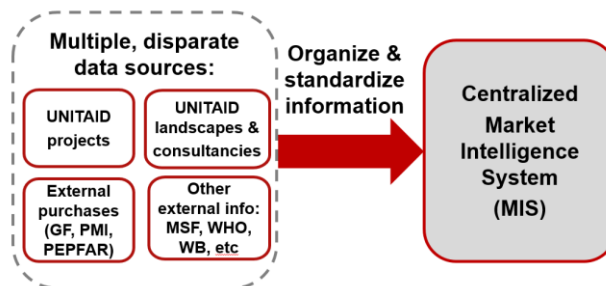 Multiple, disparate
data sources:
UNITAID
projects
UNITAID
landscapes &
consultancies
External
purchases
(GF, PMI,
PEPFAR)
Other
external info:
MSF, WHO,
WB, etc
Organize &
standardize
information
Centralized
Market
Intelligence
System
(MIS)